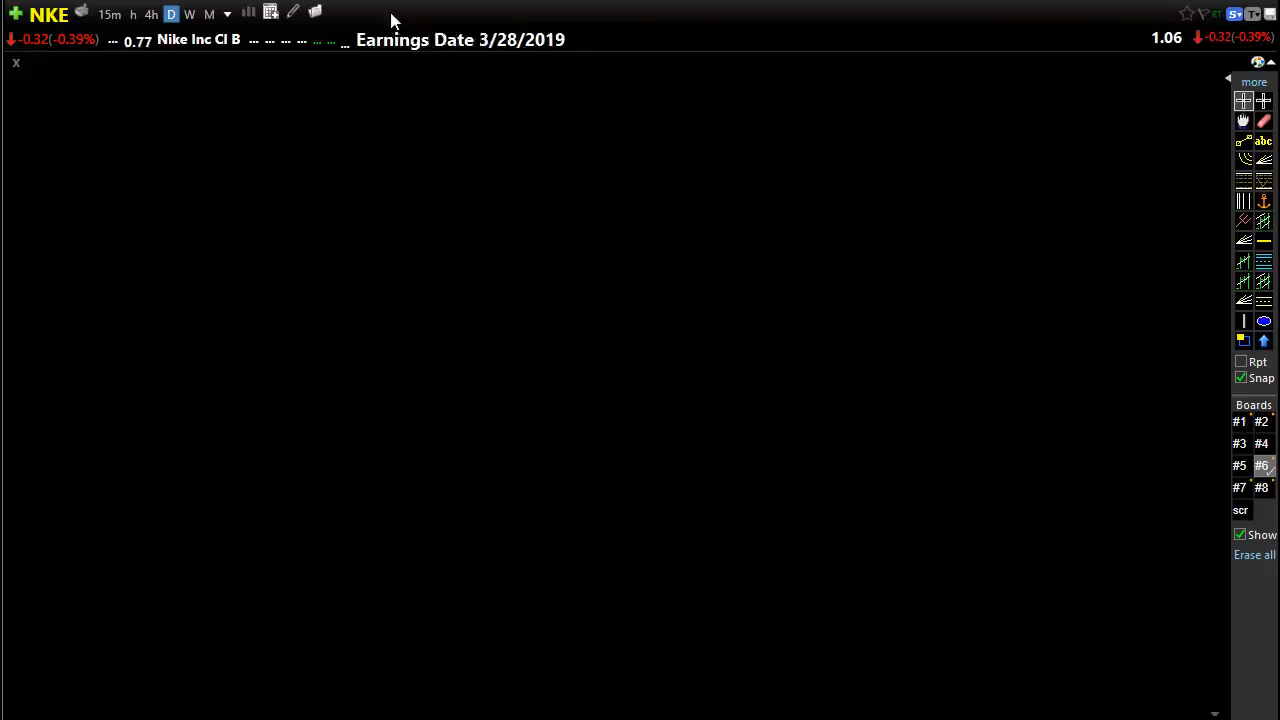 NKE 15m h 4h D W M RT S T
-0.32(-0.39%) ... 0.77 Nike Inc Cl B ... ... ... ... ... ... ... Earnings Date 3/28/2019 1.06 -0.32(-0.39%)
x
more
abc
Rpt
Snap
Boards
#1 #2
#3 #4
#5 #6
#7 #8
scr
Show
Erase all